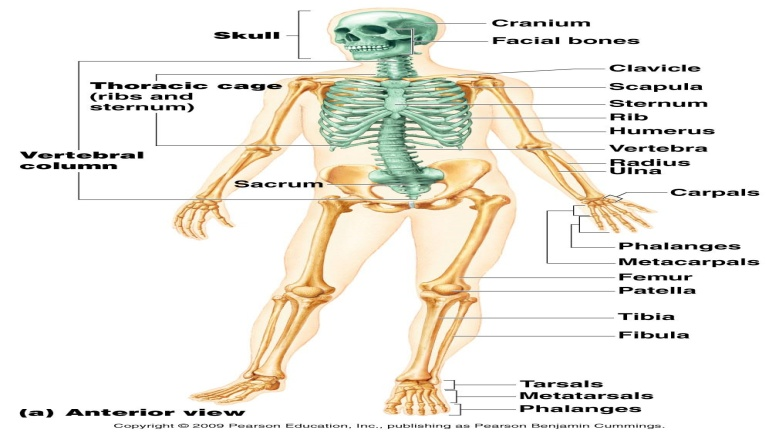 Skull
Cranium
Facial bones
Clavicle
Thoracic cage
(ribs and
sternum)
Scapula
Sternum
Rib
Humerus
Vertebral
column
Vertebra
Radius
Ulna
Sacrum
Carpals
Phalanges
Metacarpals
Femur
Patella
Tibia
Fibula
Tarsals
Metatarsals
Phalanges
(a) Anterior view
Copyright © 2009 Pearson Education, Inc., publishing as Pearson Benjamin Cummings.